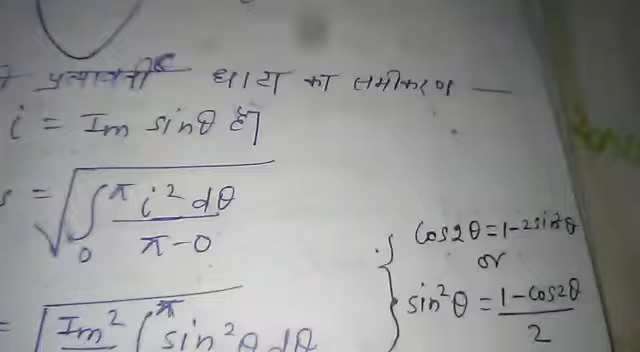 प्रत्यावर्ती धारा का समीकरण —
i = Im sinθ है।
= √∫₀^π i² dθ / π-0
cos2θ = 1-2sin²θ
or
sin²θ = 1-cos2θ / 2
= √Im² ∫^π sin²θ dθ